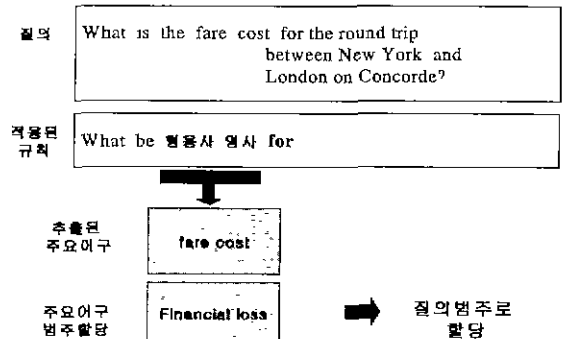 질의
What is the fare cost for the round trip
between New York and
London on Concorde?
적용된
규칙
What be 형용사 명사 for
추출된
주요어구
fare cost
주요어구
범주할당
Financial loss
질의범주로
할당